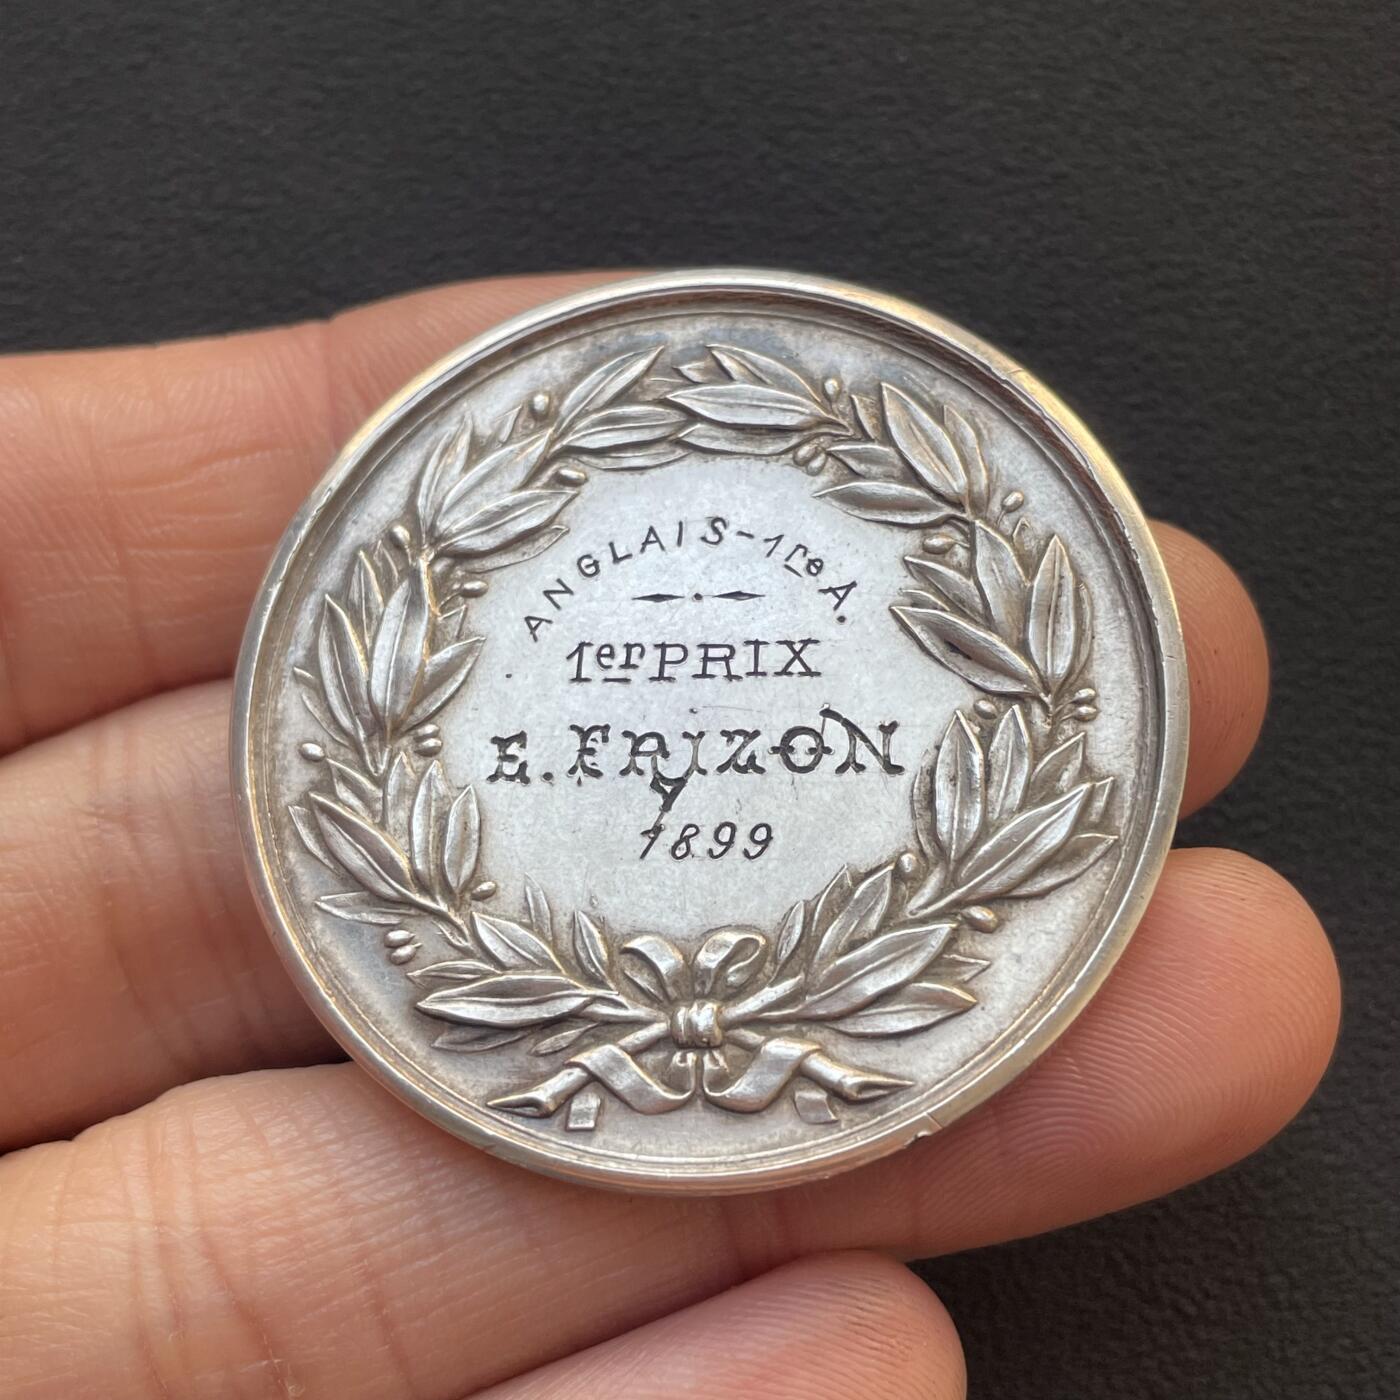 ANGLAIS-1re A.
1er PRIX
E. FRIZON
1899